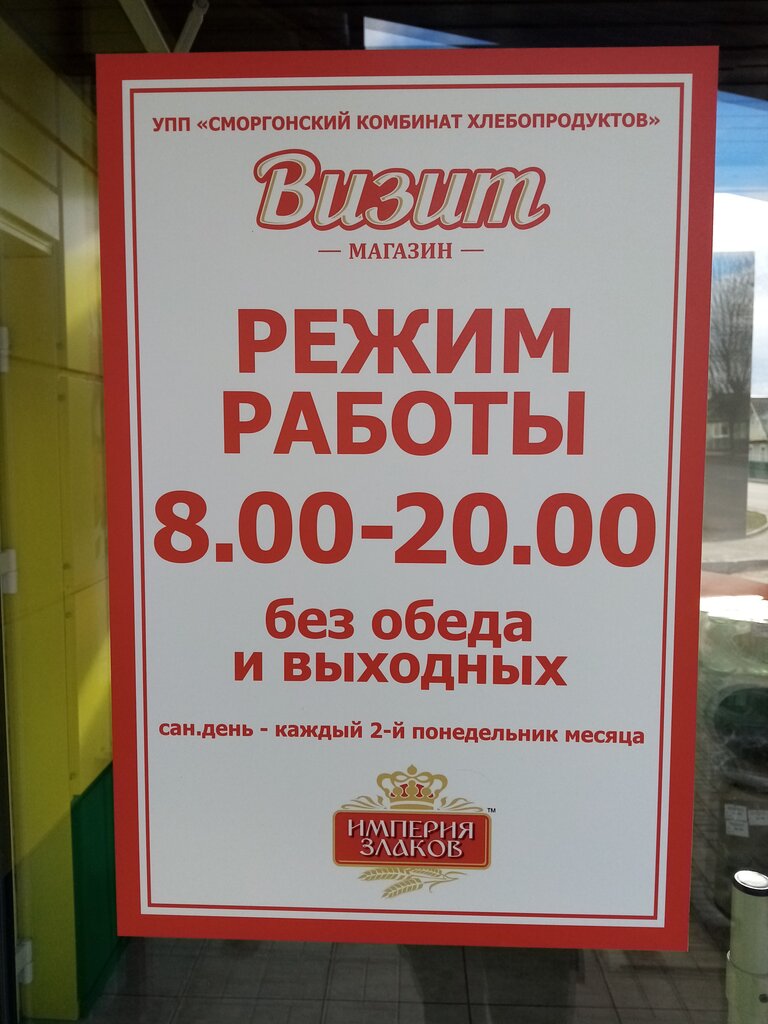 УПП «СМОРГОНСКИЙ КОМБИНАТ ХЛЕБОПРОДУКТОВ»
Визит
— МАГАЗИН —
РЕЖИМ
РАБОТЫ
8.00-20.00
без обеда
и выходных
сан.день - каждый 2-й понедельник месяца
ИМПЕРИЯ ™
ЗЛАКОВ